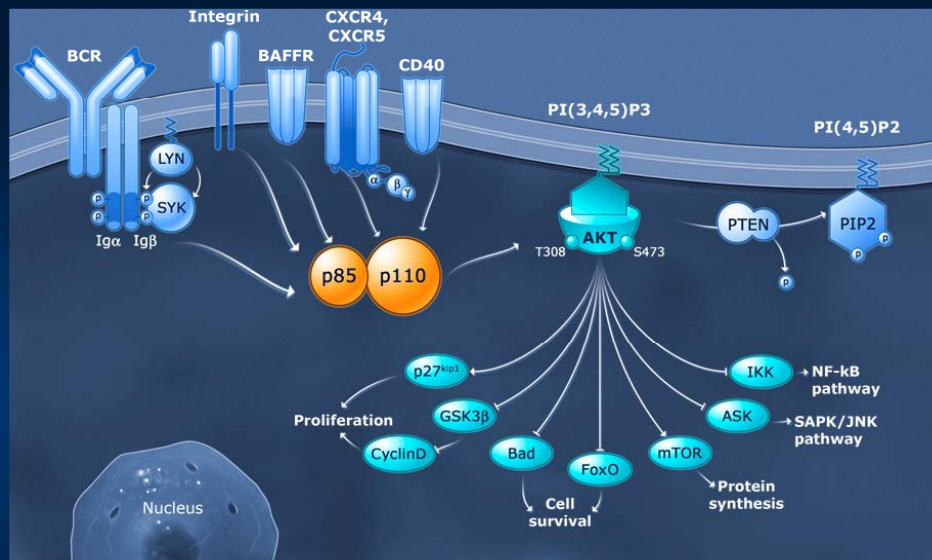 Integrin
CXCR4,
CXCR5
BCR
BAFFR
CD40
PI(3,4,5)P3
PI(4,5)P2
LYN
SYK
P
P
P
P
Igα Igβ
α
β
γ
p85
p110
AKT
T308
S473
PTEN
PIP2
P
P
P
p27kip1
IKK
NF-kB
pathway
Proliferation
GSK3β
ASK
SAPK/JNK
pathway
CyclinD
Bad
FoxO
mTOR
Protein
synthesis
Cell
survival
Nucleus